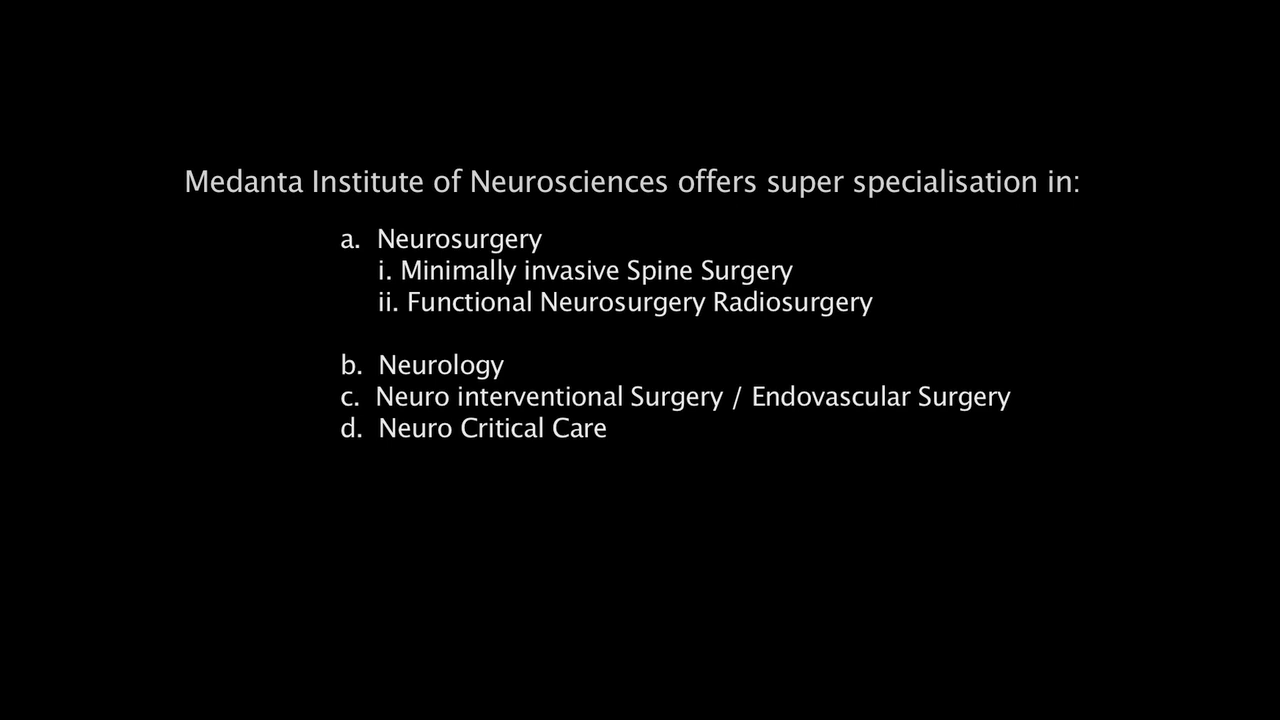 Medanta Institute of Neurosciences offers super specialisation in:
a. Neurosurgery
i. Minimally invasive Spine Surgery
ii. Functional Neurosurgery Radiosurgery
b. Neurology
c. Neuro interventional Surgery / Endovascular Surgery
d. Neuro Critical Care